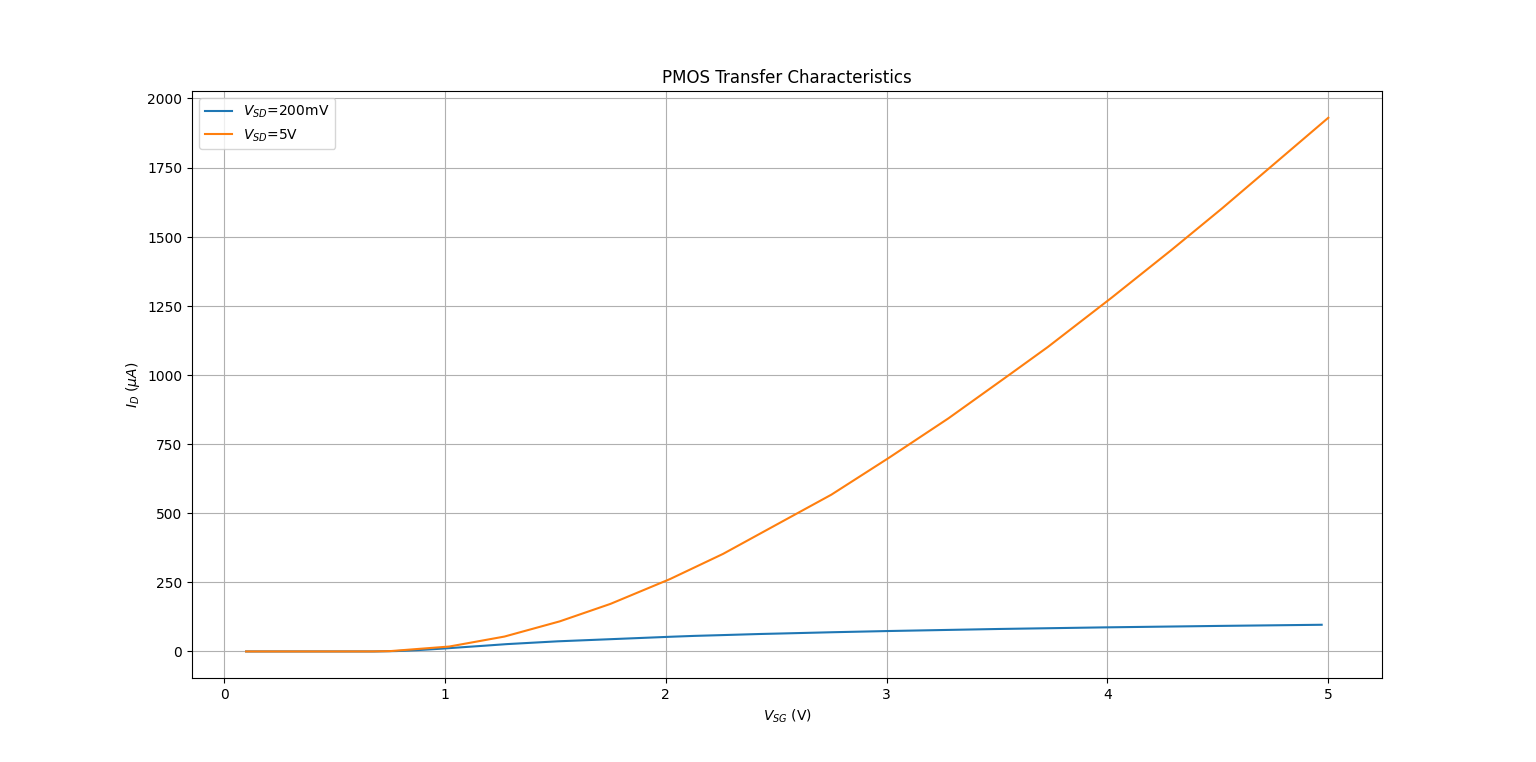 PMOS Transfer Characteristics
V_SD=200mV
V_SD=5V
2000
1750
1500
1250
1000
750
500
250
0
I_D (μA)
0 1 2 3 4 5
V_SG (V)